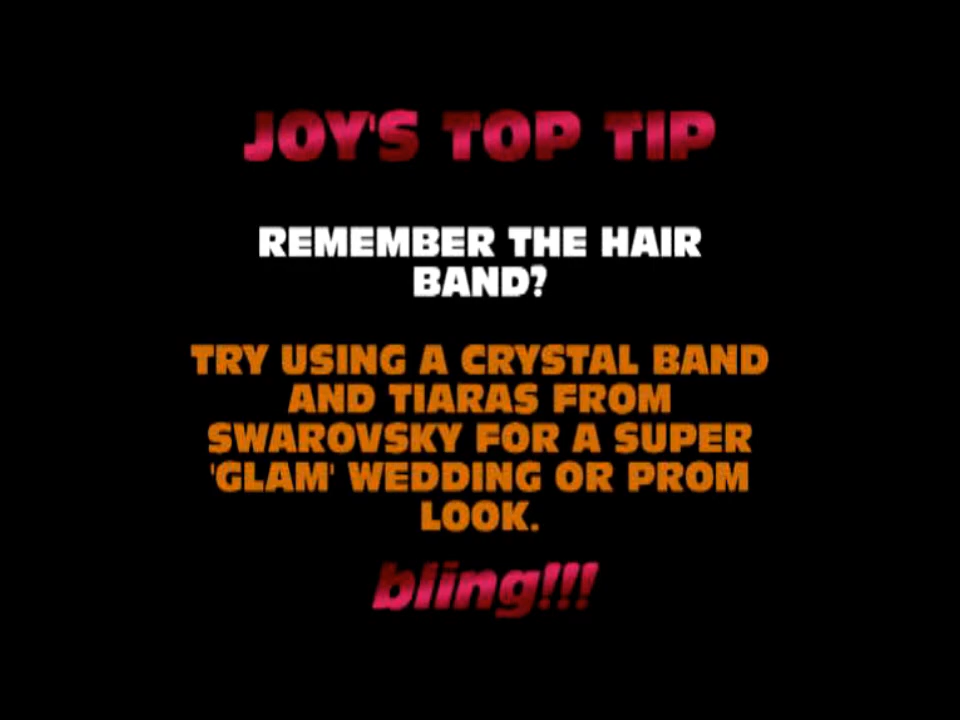 JOY'S TOP TIP
REMEMBER THE HAIR
BAND?
TRY USING A CRYSTAL BAND
AND TIARAS FROM
SWAROVSKY FOR A SUPER
'GLAM' WEDDING OR PROM
LOOK.
bling!!!